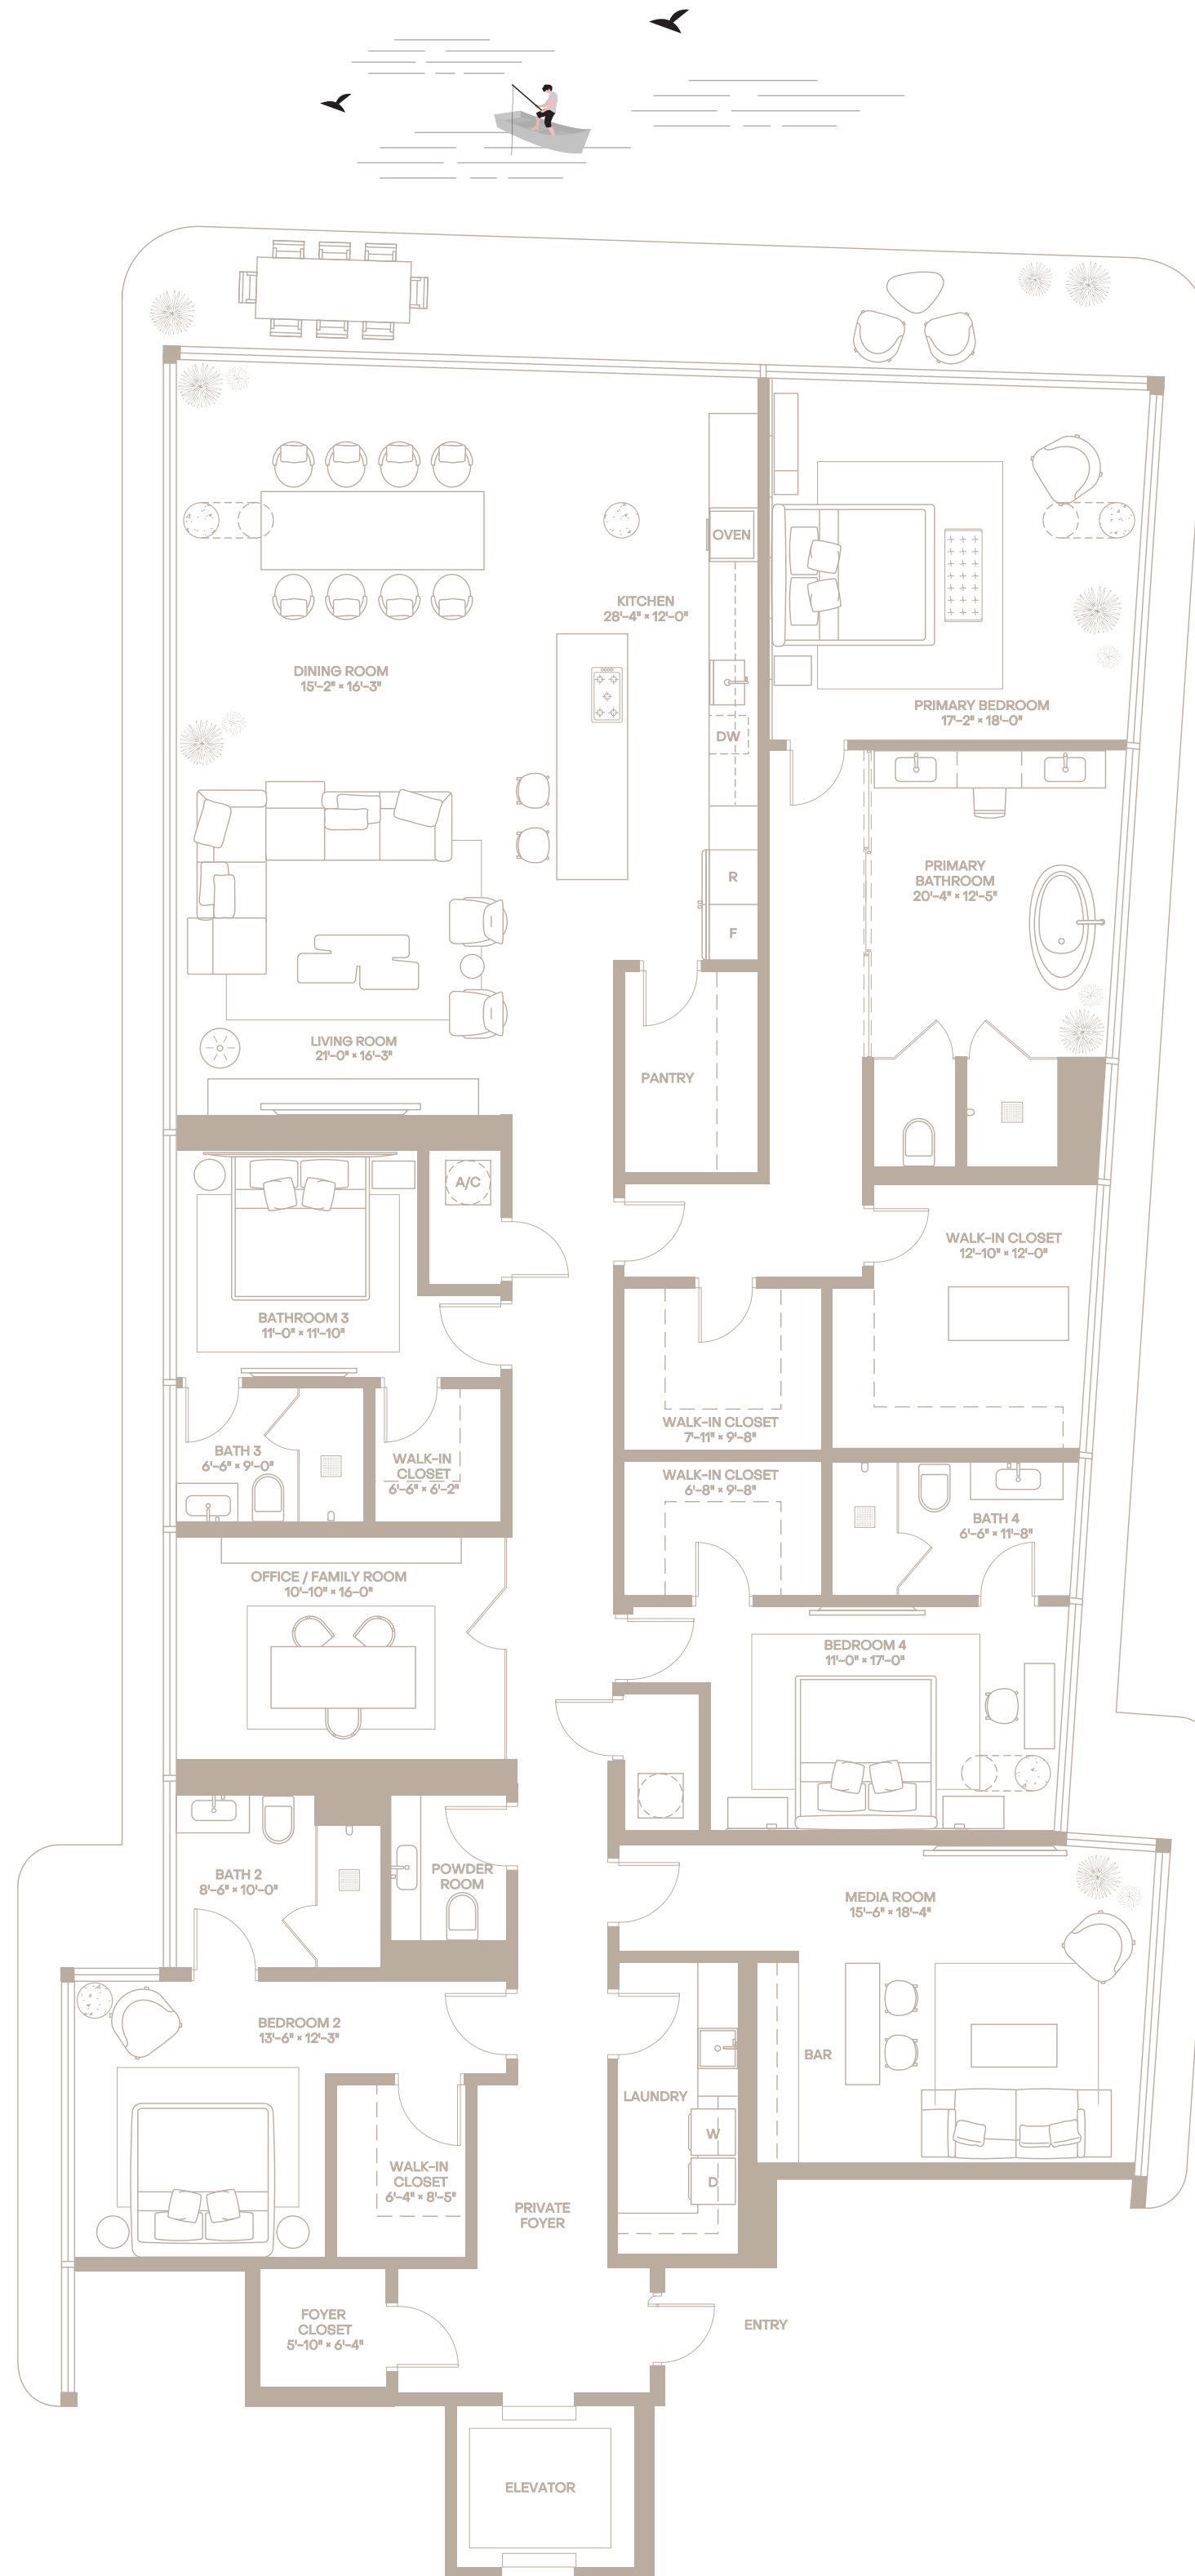 OVEN
KITCHEN
28'-4" × 12'-0"
DINING ROOM
15'-2" × 16'-3"
PRIMARY BEDROOM
17'-2" × 18'-0"
DW
PRIMARY
BATHROOM
20'-4" × 12'-5"
R
F
LIVING ROOM
21'-0" × 16'-3"
PANTRY
A/C
WALK-IN CLOSET
12'-10" × 12'-0"
BATHROOM 3
11'-0" × 11'-10"
WALK-IN CLOSET
7'-11" × 9'-8"
BATH 3
6'-6" × 9'-0"
WALK-IN
CLOSET
6'-6" × 6'-2"
WALK-IN CLOSET
6'-8" × 9'-8"
BATH 4
6'-6" × 11'-8"
OFFICE / FAMILY ROOM
10'-10" × 16-0"
BEDROOM 4
11'-0" × 17'-0"
BATH 2
8'-6" × 10'-0"
POWDER
ROOM
MEDIA ROOM
15'-6" × 18'-4"
BEDROOM 2
13'-6" × 12'-3"
BAR
LAUNDRY
W
D
WALK-IN
CLOSET
6'-4" × 8'-5"
PRIVATE
FOYER
FOYER
CLOSET
5'-10" × 6'-4"
ENTRY
ELEVATOR